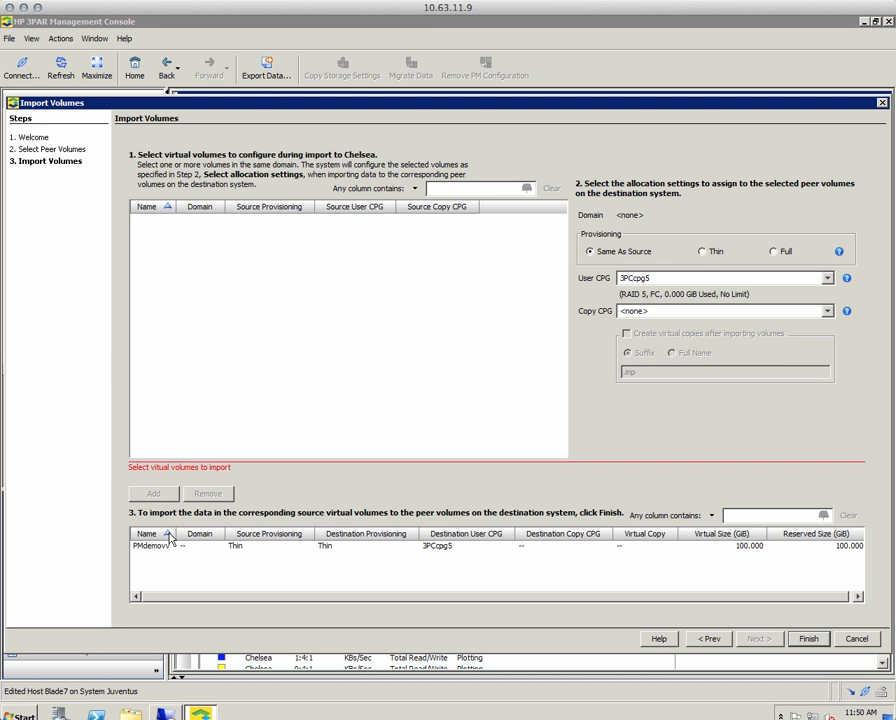 10.63.11.9
HP 3PAR Management Console
File View Actions Window Help
Connect... Refresh Maximize Home Back Forward Export Data... Copy Storage Settings Migrate Data Remove PM Configuration
Import Volumes
Steps
1. Welcome
2. Select Peer Volumes
3. Import Volumes
Import Volumes
1. Select virtual volumes to configure during import to Chelsea.
Select one or more volumes in the same domain. The system will configure the selected volumes as
specified in Step 2, Select allocation settings, when importing data to the corresponding peer
volumes on the destination system.
Any column contains: Clear
Name Domain Source Provisioning Source User CPG Source Copy CPG
2. Select the allocation settings to assign to the selected peer volumes
on the destination system.
Domain <none>
Provisioning
Same As Source Thin Full
User CPG 3PCcpg5
(RAID 5, FC, 0.000 GB Used, No Limit)
Copy CPG <none>
Create virtual copies after importing volumes
Suffix Full Name
Select vitual volumes to import
Add Remove
3. To import the data in the corresponding source virtual volumes to the peer volumes on the destination system, click Finish.
Any column contains: Clear
Name Domain Source Provisioning Destination Provisioning Destination User CPG Destination Copy CPG Virtual Copy Virtual Size (GiB) Reserved Size (GiB)
PMdemovv -- Thin Thin 3PCcpg5 -- -- 100.000 100.000
Help < Prev Next > Finish Cancel
Chelsea 1:4:1 KBs/Sec Total Read/Write Plotting
Chelsea 0:4:1 KBs/Sec Total Read/Write Plotting
Edited Host Blade7 on System Juventus
Start 11:50 AM